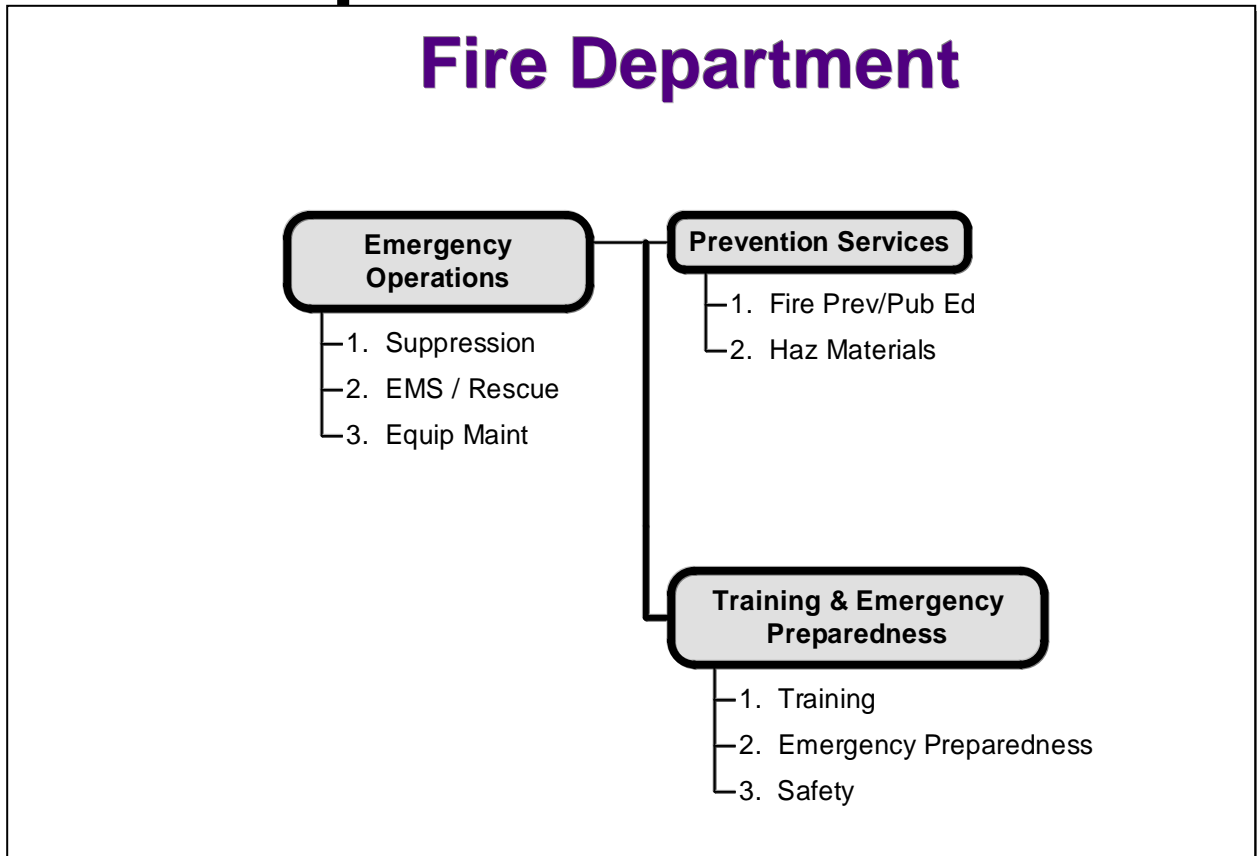 Fire Department
Emergency
Operations
1. Suppression
2. EMS / Rescue
3. Equip Maint
Prevention Services
1. Fire Prev/Pub Ed
2. Haz Materials
Training & Emergency
Preparedness
1. Training
2. Emergency Preparedness
3. Safety